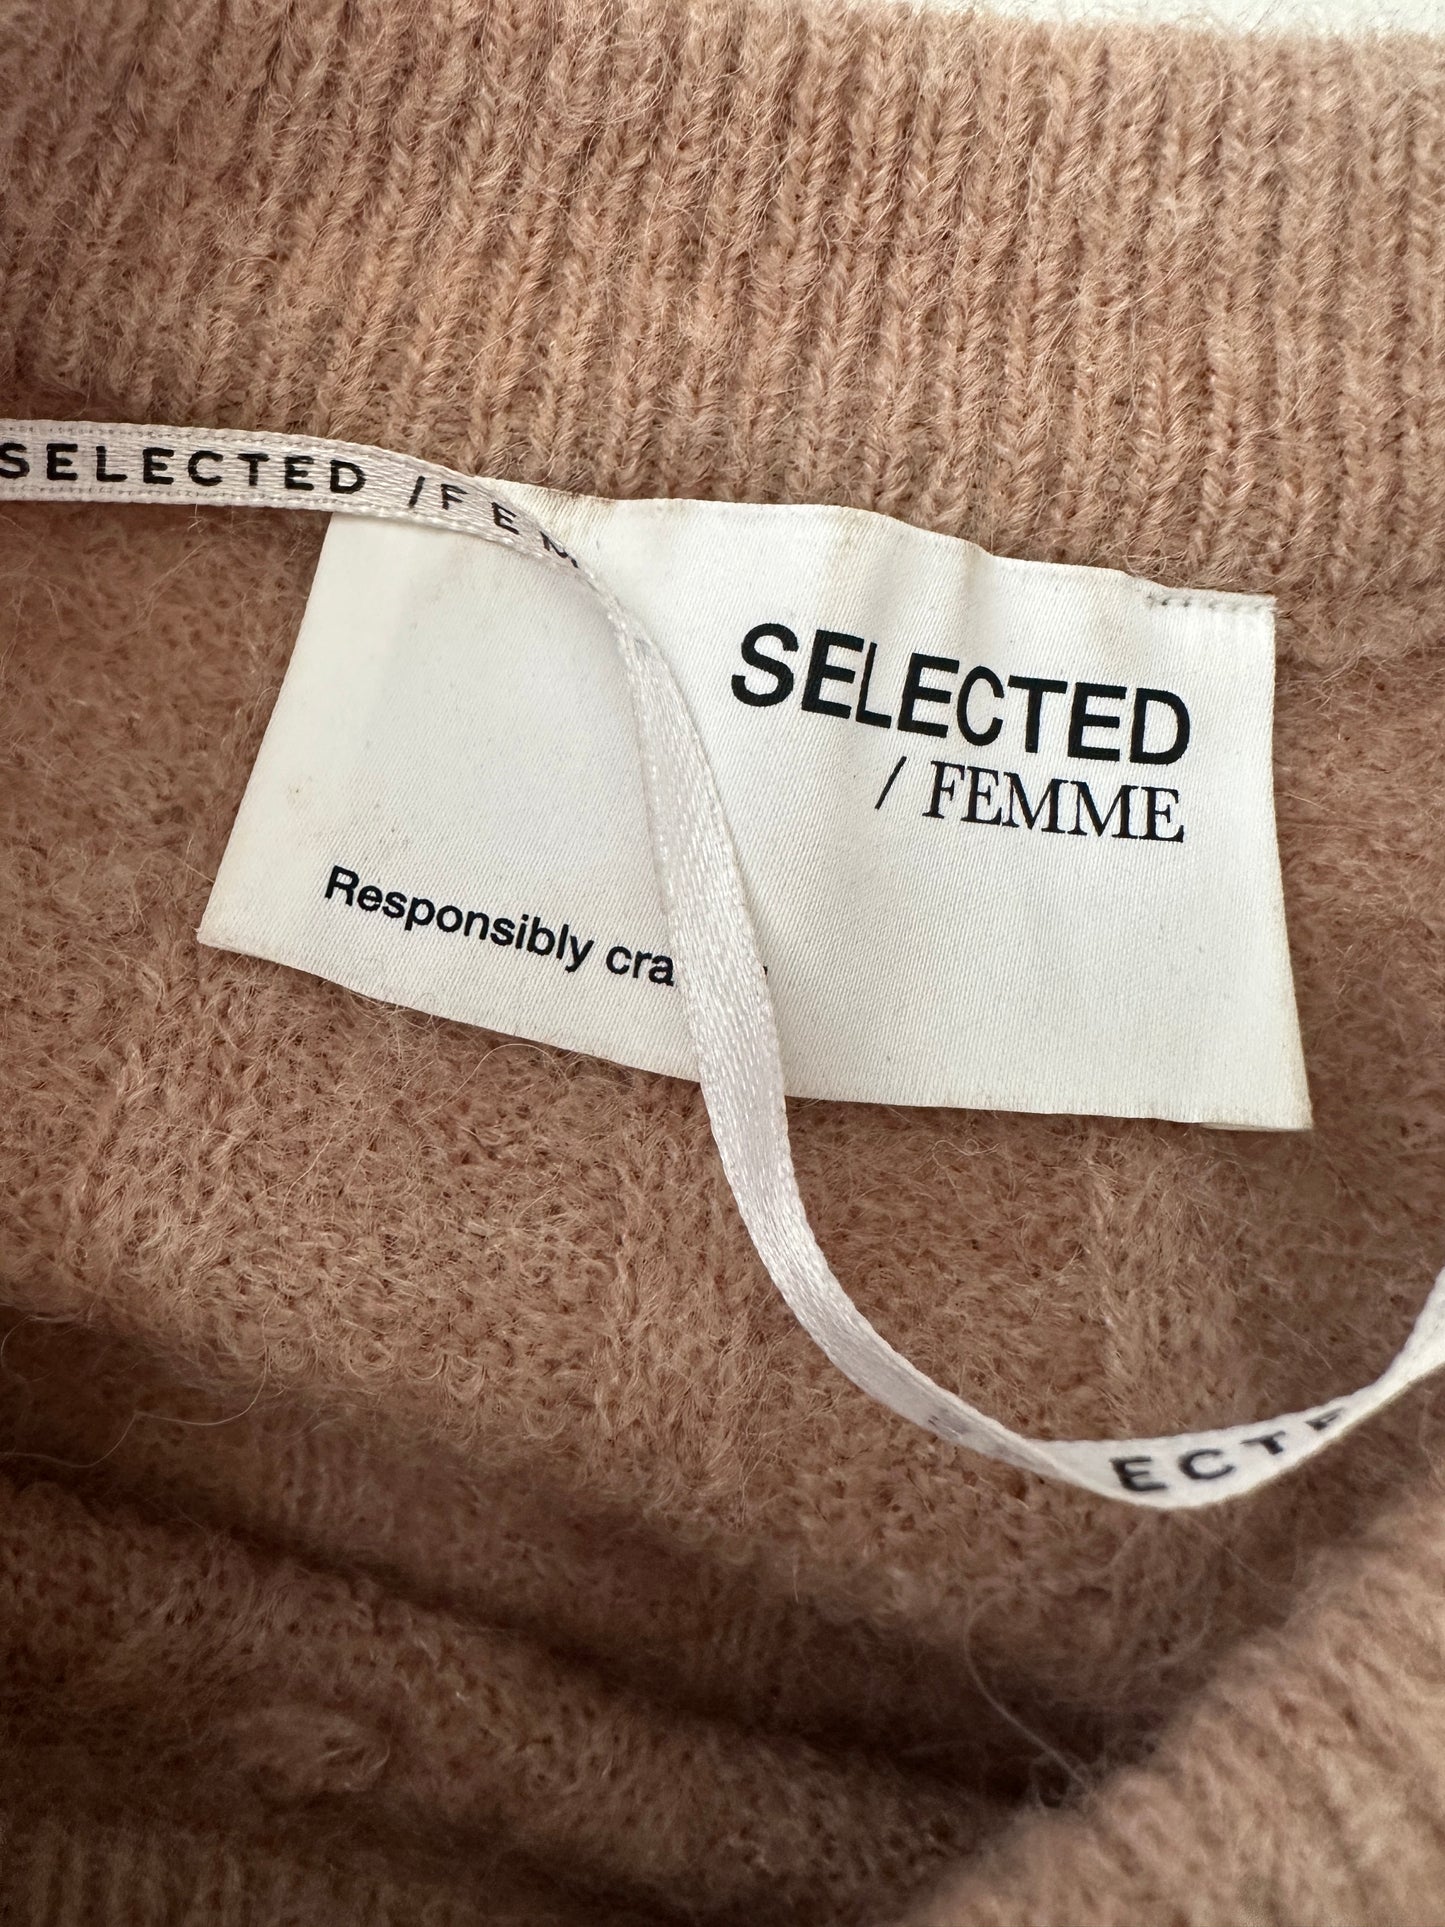 SELECTED /FEM
SELECTED
/ FEMME
Responsibly cra
ECTE